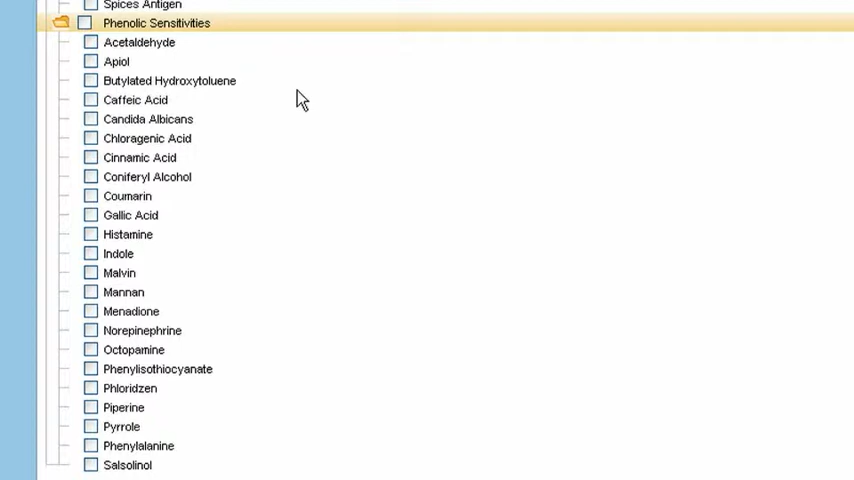 Spices Antigen
Phenolic Sensitivities
Acetaldehyde
Apiol
Butylated Hydroxytoluene
Caffeic Acid
Candida Albicans
Chloragenic Acid
Cinnamic Acid
Coniferyl Alcohol
Coumarin
Gallic Acid
Histamine
Indole
Malvin
Mannan
Menadione
Norepinephrine
Octopamine
Phenylisothiocyanate
Phloridzen
Piperine
Pyrrole
Phenylalanine
Salsolinol